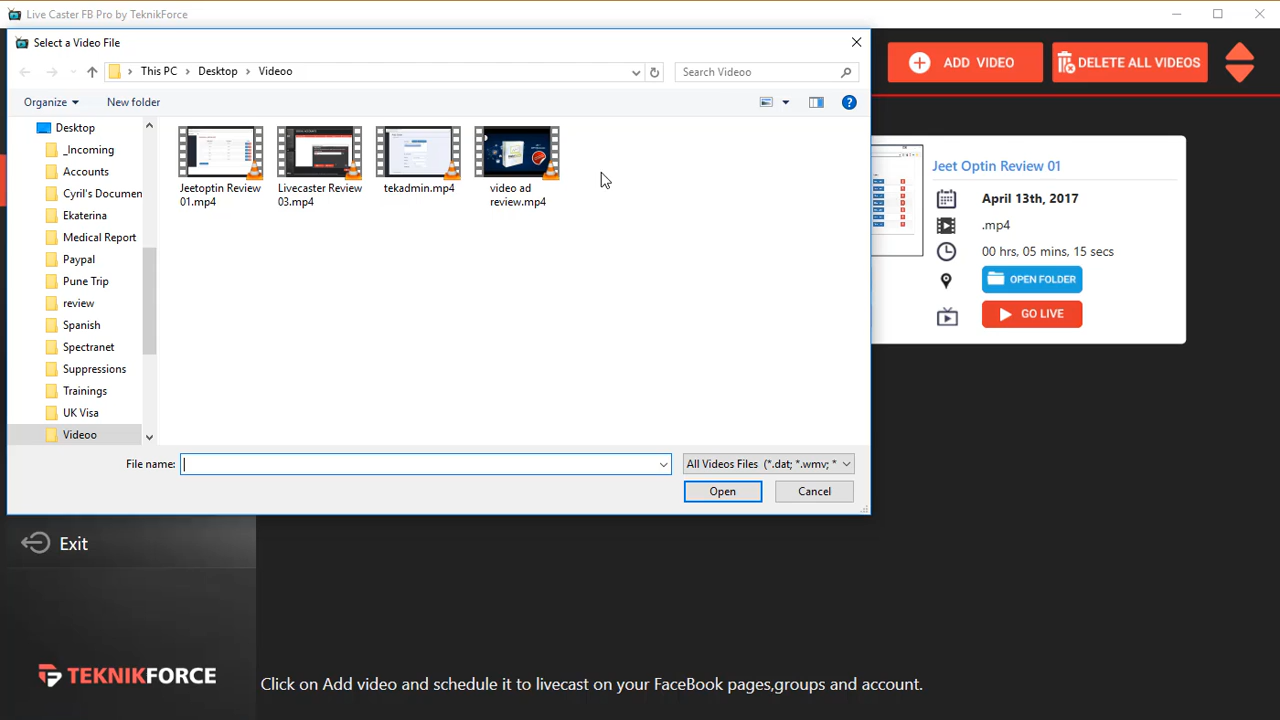 Live Caster FB Pro by TeknikForce
Select a Video File
This PC > Desktop > Videoo
Search Videoo
Organize
New folder
Desktop
_Incoming
Accounts
Cyril's Documen
Ekaterina
Medical Report
Paypal
Pune Trip
review
Spanish
Spectranet
Suppressions
Trainings
UK Visa
Videoo
Jeetoptin Review
01.mp4
Livecaster Review
03.mp4
tekadmin.mp4
video ad
review.mp4
File name:
All Videos Files (*.dat; *.wmv; *
Open
Cancel
ADD VIDEO
DELETE ALL VIDEOS
Jeet Optin Review 01
April 13th, 2017
.mp4
00 hrs, 05 mins, 15 secs
OPEN FOLDER
GO LIVE
Exit
TEKNIKFORCE
Click on Add video and schedule it to livecast on your FaceBook pages,groups and account.